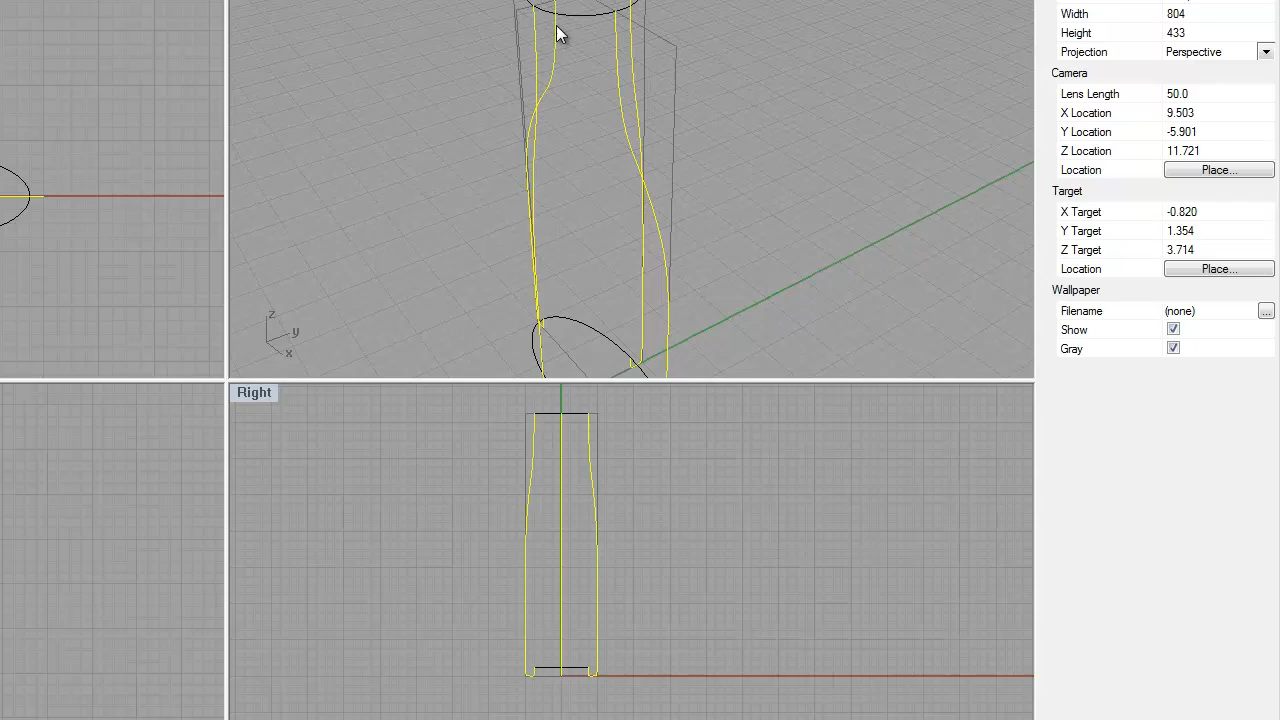 Width 804
Height 433
Projection Perspective
Camera
Lens Length 50.0
X Location 9.503
Y Location -5.901
Z Location 11.721
Location Place...
Target
X Target -0.820
Y Target 1.354
Z Target 3.714
Location Place...
Wallpaper
Filename (none) ...
Show
Gray
z
y
x
Right